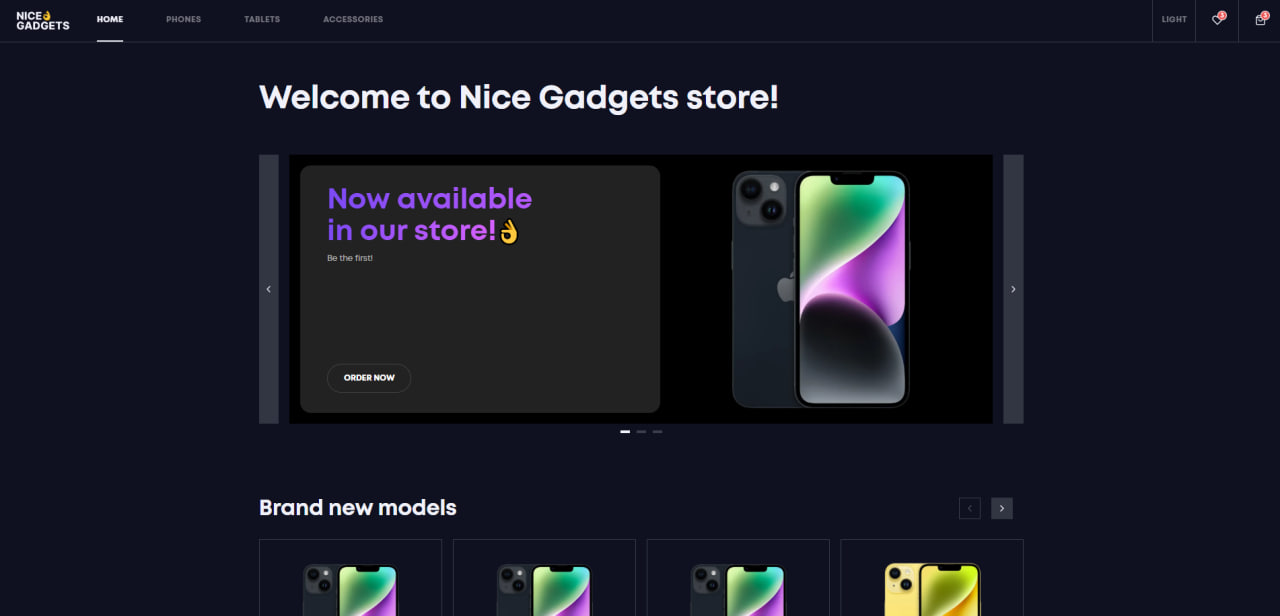 NICE👌
GADGETS
HOME
PHONES
TABLETS
ACCESSORIES
LIGHT
3
3
Welcome to Nice Gadgets store!
Now available
in our store!👌
Be the first!
ORDER NOW
Brand new models